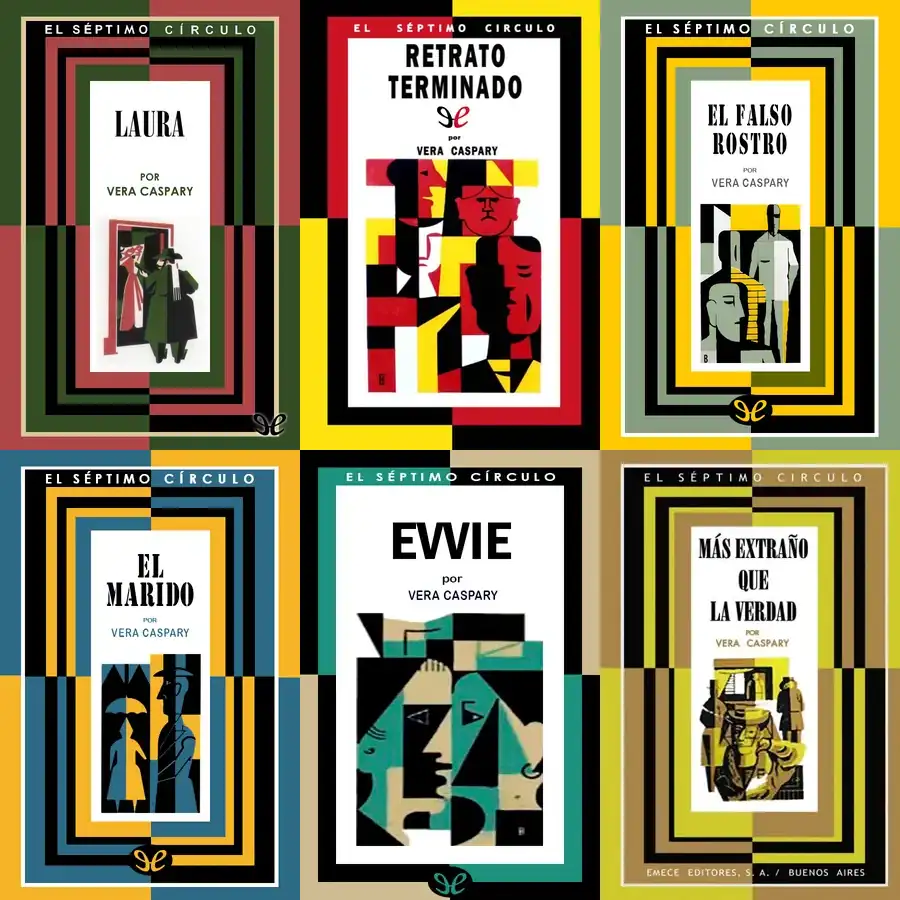 EL SÉPTIMO CÍRCULO
LAURA
POR
VERA CASPARY
EL SÉPTIMO CIRCULO
RETRATO
TERMINADO
por
VERA CASPARY
EL SÉPTIMO CÍRCULO
EL FALSO
ROSTRO
POR
VERA CASPARY
B
EL SÉPTIMO CÍRCULO
EL
MARIDO
POR
VERA CASPARY
EL SÉPTIMO CÍRCULO
EVVIE
por
VERA CASPARY
EL SÉPTIMO CIRCULO
MÁS EXTRAÑO
QUE
LA VERDAD
POR
VERA CASPARY
EMECE EDITORES, S. A. / BUENOS AIRES